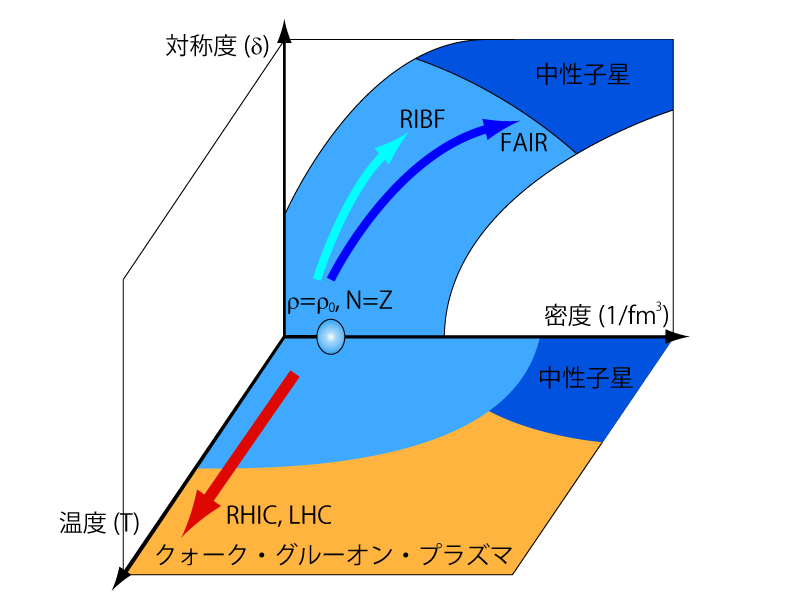 対称度 (δ)
中性子星
RIBF
FAIR
ρ=ρ₀, N=Z
密度 (1/fm³)
中性子星
温度 (T)
RHIC, LHC
クォーク・グルーオン・プラズマ